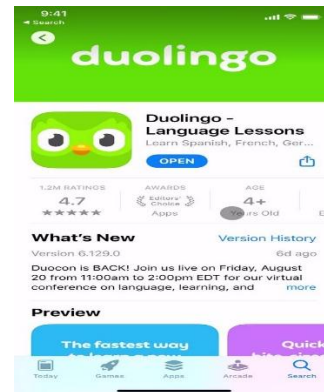 9:41
Search
duolingo
Duolingo -
Language Lessons
Learn Spanish, French, Ger...
OPEN
1.2M RATINGS AWARDS AGE
4.7 Editors' Choice 4+
Apps Years Old
What's New Version History
Version 6.129.0 6d ago
Duocon is BACK! Join us live on Friday, August
20 from 11:00am to 2:00pm EDT for our virtual
conference on language, learning, and more
Preview
The fastest way Quick
Today Games Apps Arcade Search